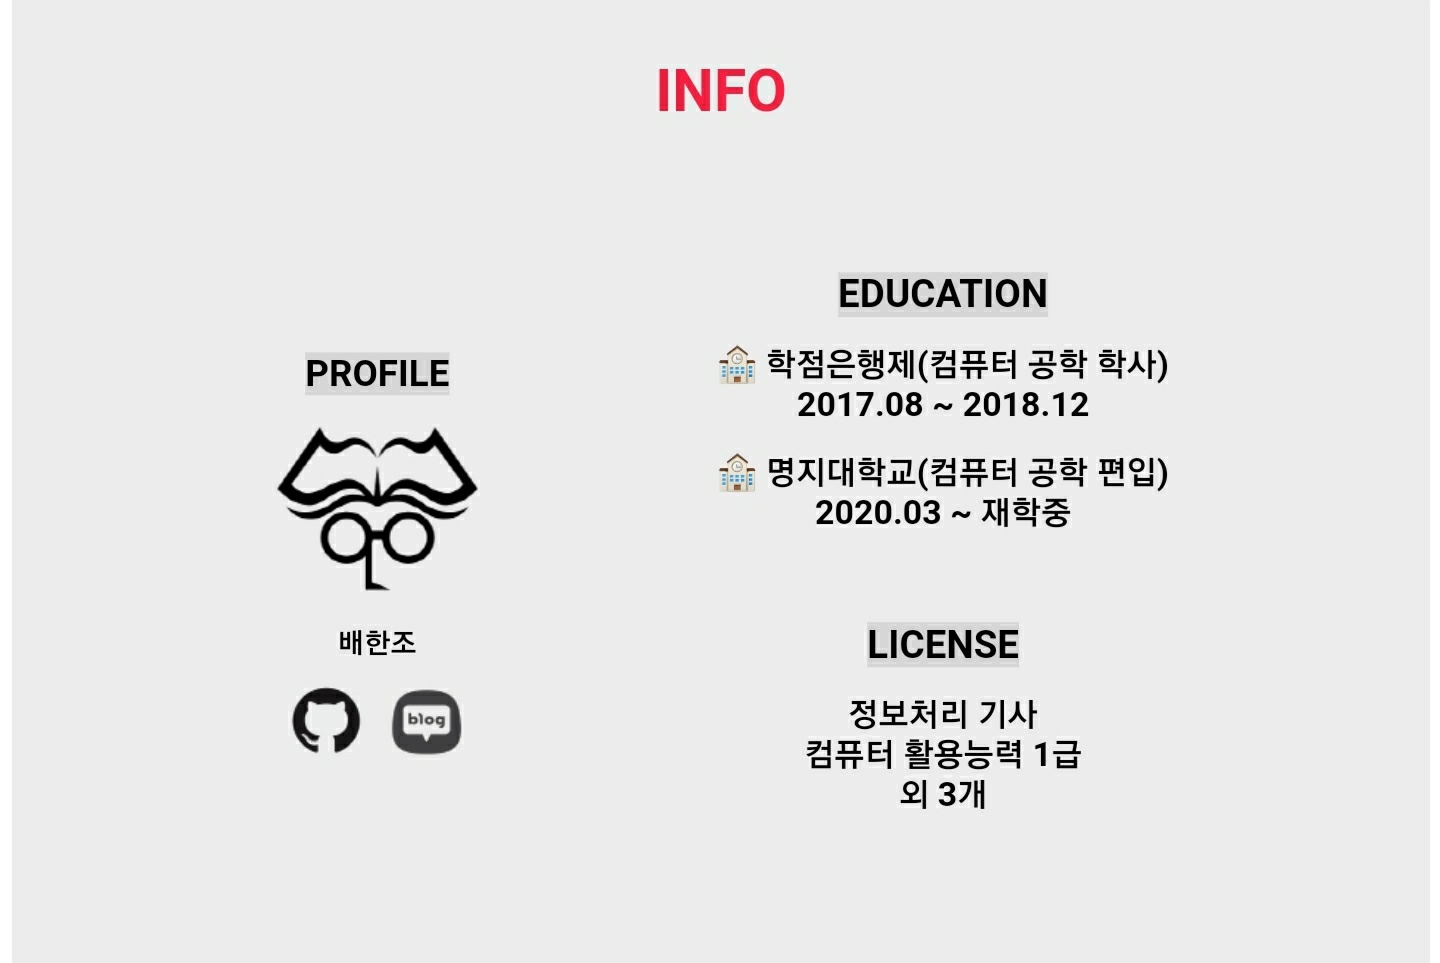 INFO
PROFILE
배한조
blog
EDUCATION
학점은행제(컴퓨터 공학 학사)
2017.08 ~ 2018.12
명지대학교(컴퓨터 공학 편입)
2020.03 ~ 재학중
LICENSE
정보처리 기사
컴퓨터 활용능력 1급
외 3개